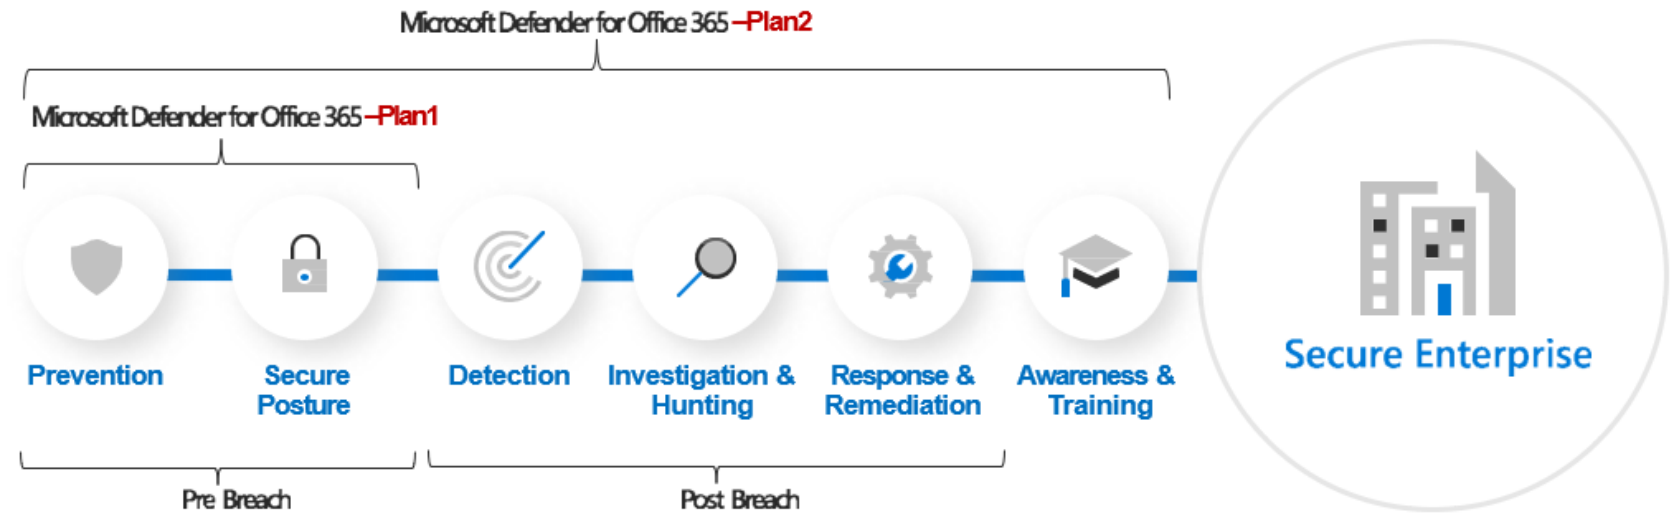 Microsoft Defender for Office 365 –Plan2
Microsoft Defender for Office 365 –Plan1
Prevention
Secure
Posture
Detection
Investigation &
Hunting
Response &
Remediation
Awareness &
Training
Secure Enterprise
Pre Breach
Post Breach